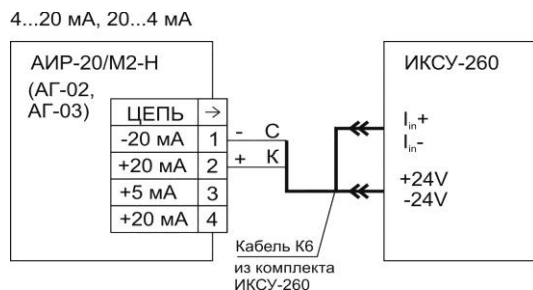 4...20 мА, 20...4 мА
АИР-20/М2-Н
(АГ-02,
АГ-03)
ЦЕПЬ →
-20 мА 1 - С
+20 мА 2 + К
+5 мА 3
+20 мА 4
Кабель К6
из комплекта
ИКСУ-260
ИКСУ-260
Iin+
Iin-
+24V
-24V